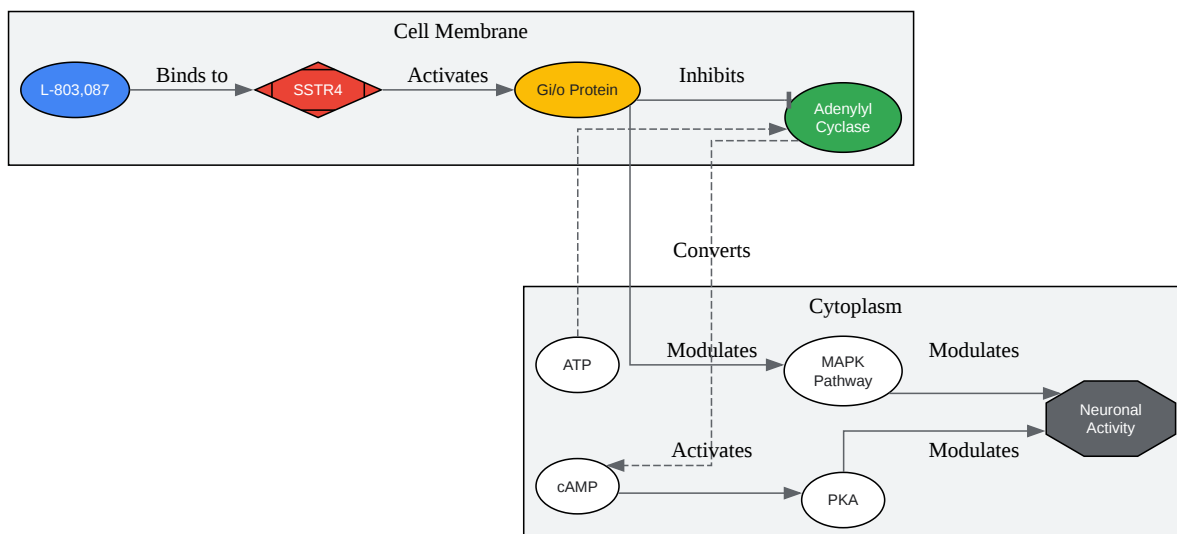 Cell Membrane
L-803,087
Binds to
SSTR4
Activates
Gi/o Protein
Inhibits
Adenylyl
Cyclase
Converts
Cytoplasm
ATP
Modulates
MAPK
Pathway
Modulates
Neuronal
Activity
cAMP
Activates
PKA
Modulates